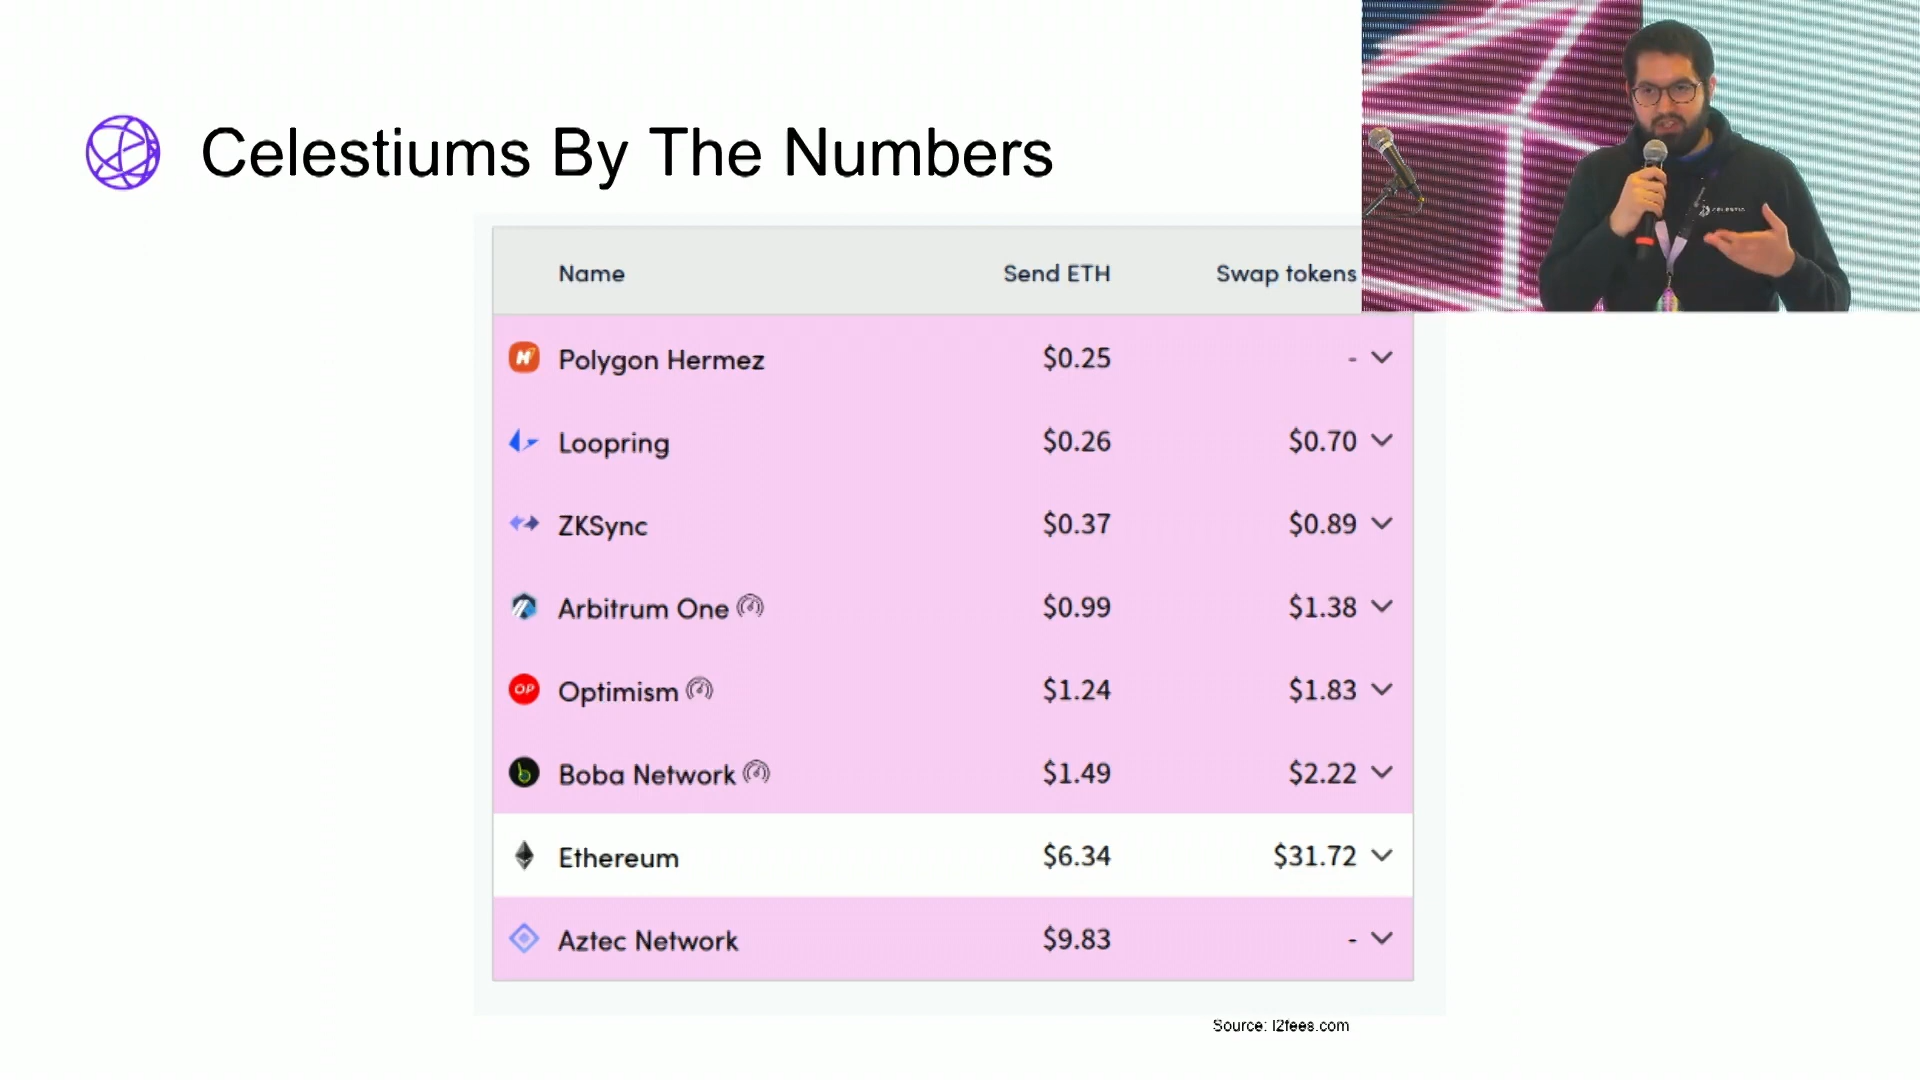 Celestiums By The Numbers
Name Send ETH Swap tokens
Polygon Hermez $0.25 -
Loopring $0.26 $0.70
ZKSync $0.37 $0.89
Arbitrum One $0.99 $1.38
OP Optimism $1.24 $1.83
Boba Network $1.49 $2.22
Ethereum $6.34 $31.72
Aztec Network $9.83 -
Source: l2fees.com
CELESTIA